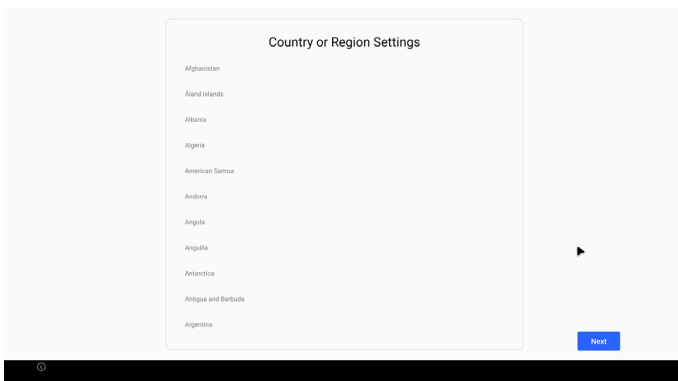 Country or Region Settings
Afghanistan
Åland Islands
Albania
Algeria
American Samoa
Andorra
Angola
Anguilla
Antarctica
Antigua and Barbuda
Argentina
Next